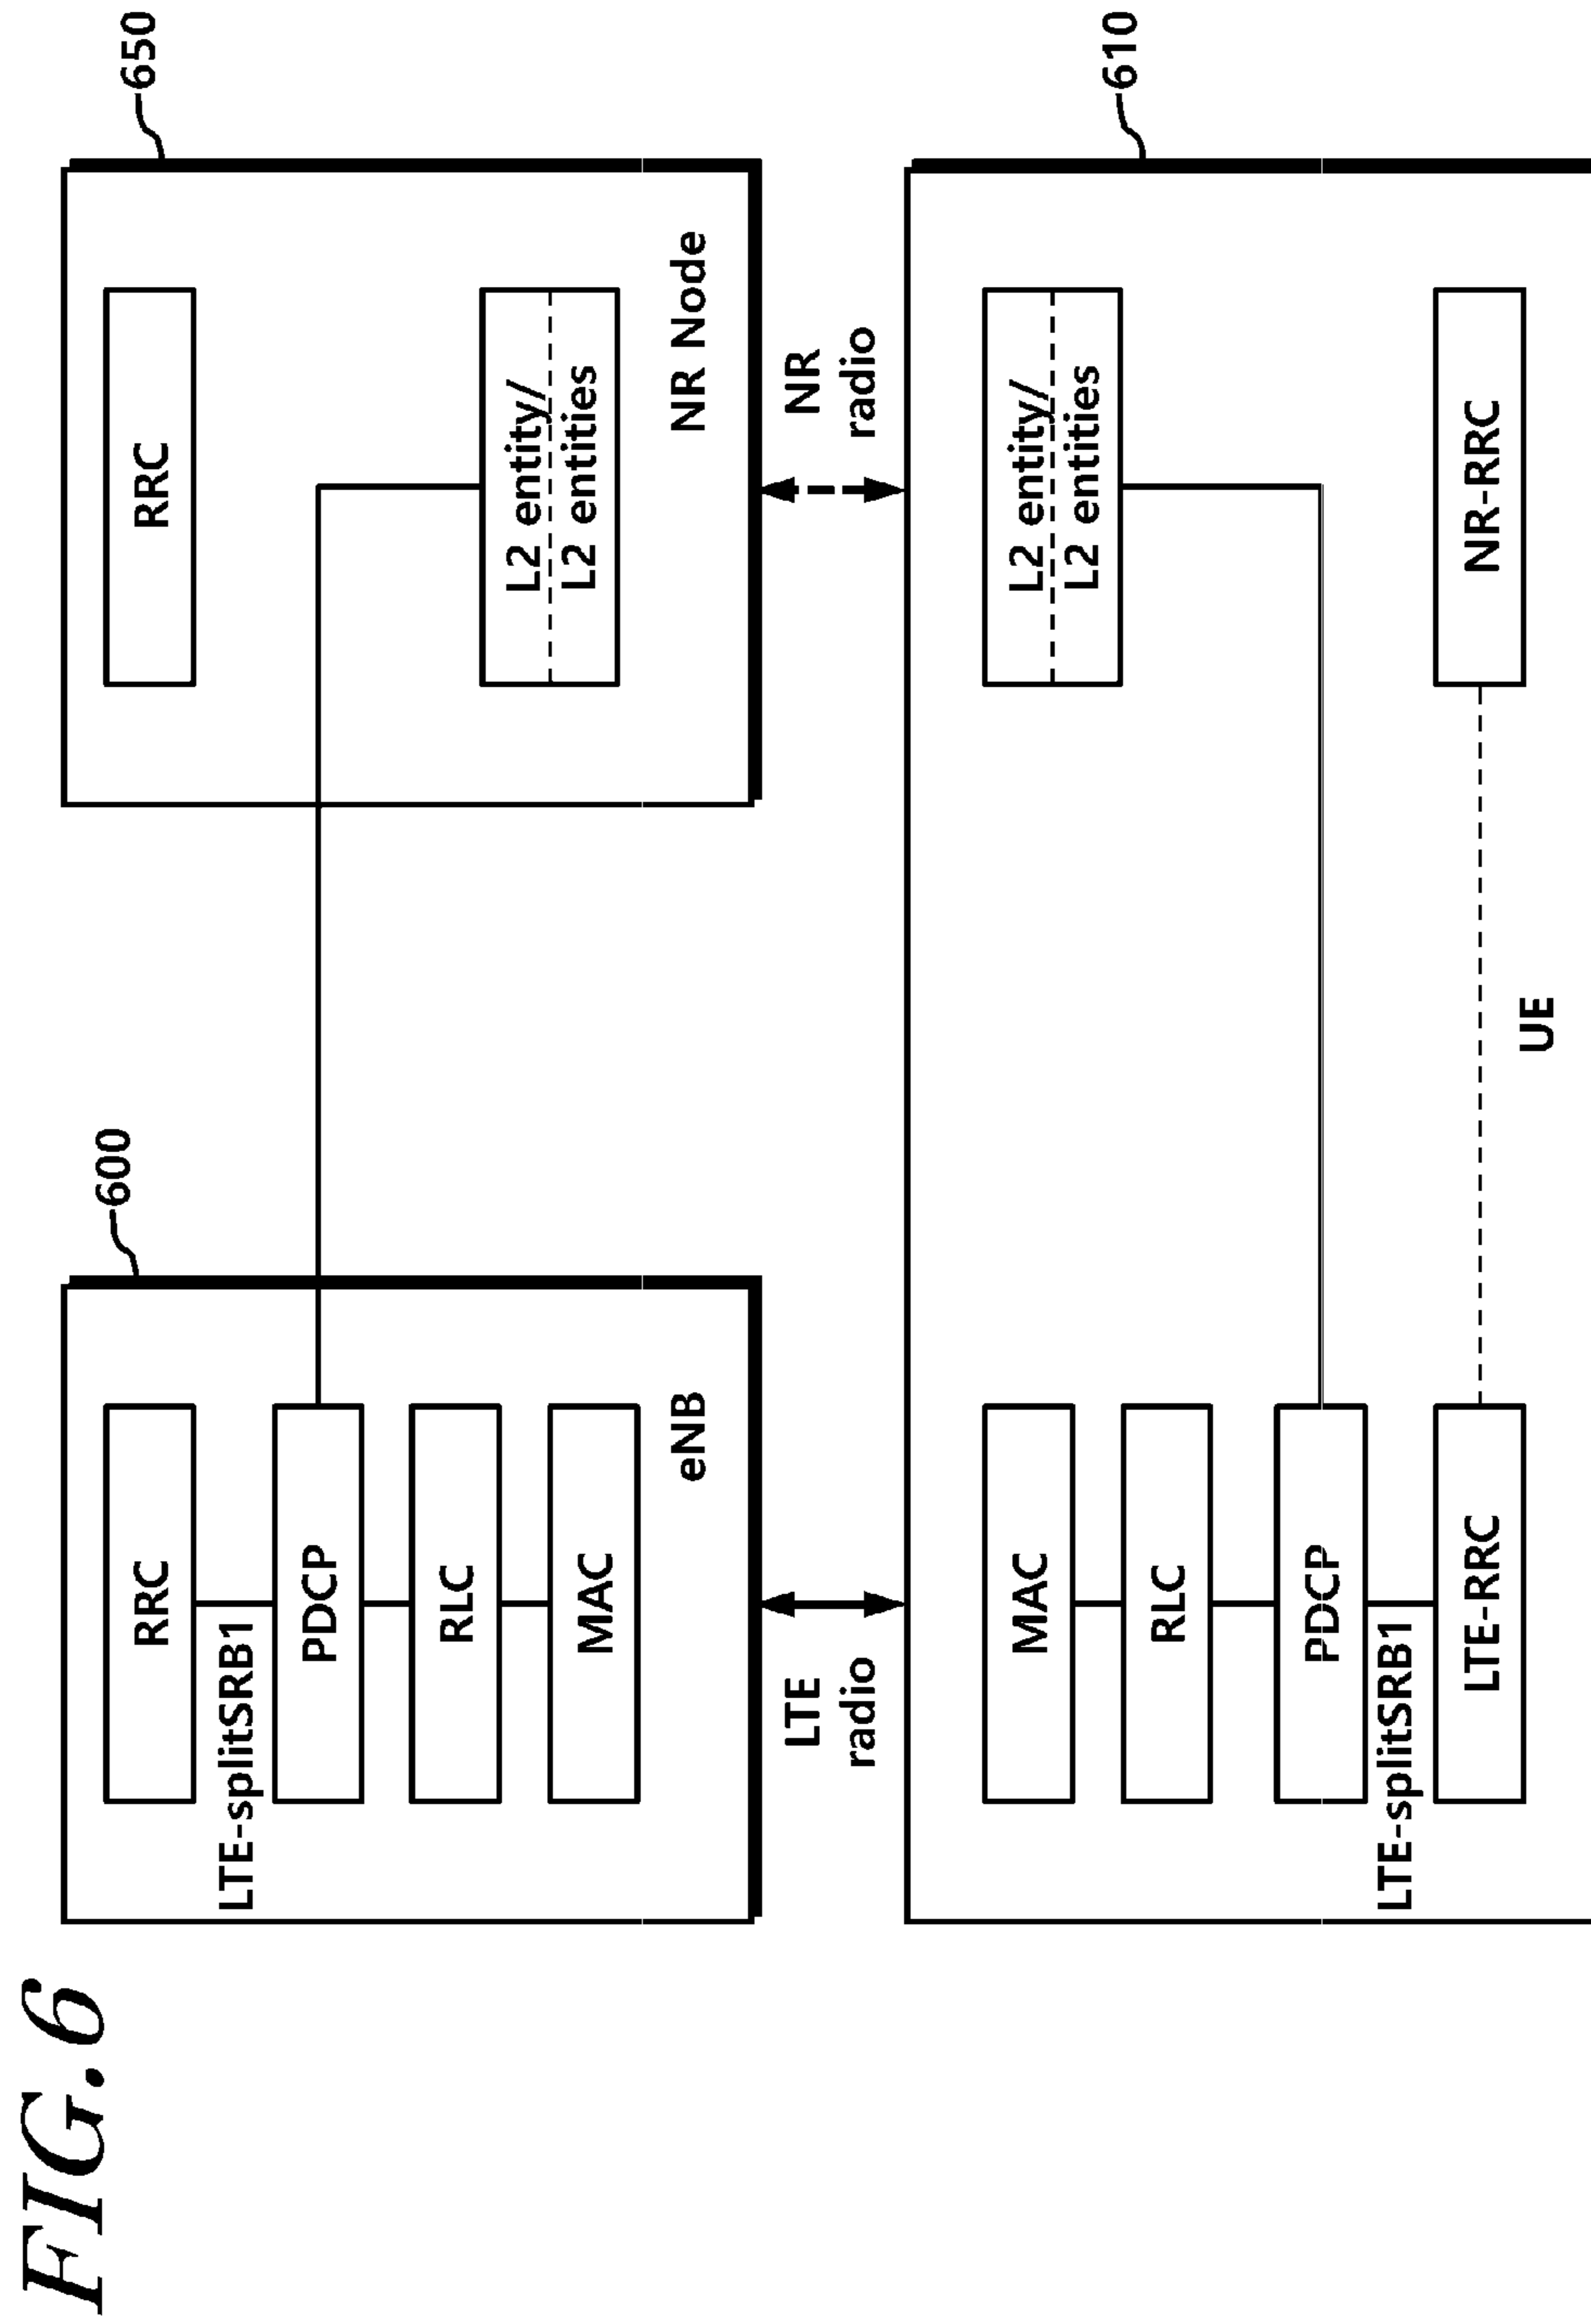 FIG.6
600
650
RRC
LTE-splitSRB1
PDCP
RLC
MAC
eNB
RRC
L2 entity/
L2 entities
NR Node
LTE
radio
NR
radio
610
MAC
RLC
PDCP
LTE-splitSRB1
LTE-RRC
L2 entity/
L2 entities
NR-RRC
UE